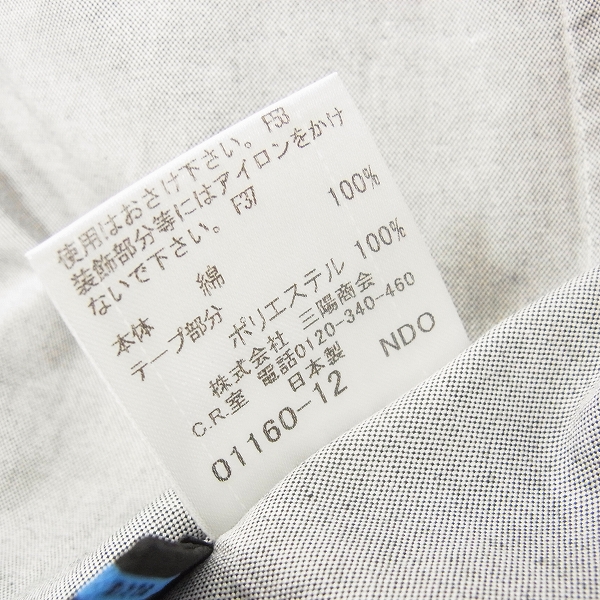 使用はおさけ下さい。F53
装飾部分等にはアイロンをかけ
ないで下さい。F37
本体 綿 100%
テープ部分 ポリエステル 100%
株式会社 三陽商会
C.R.室 電話0120-340-460
日本製
01160-12 NDO